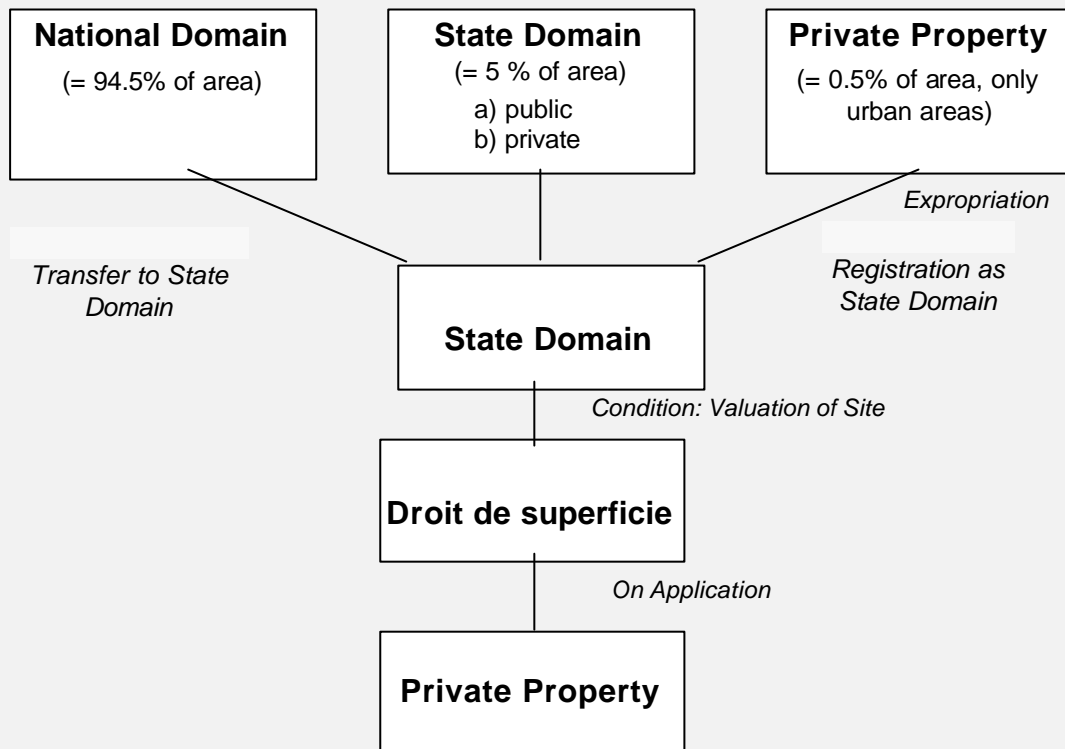 National Domain
(= 94.5% of area)
State Domain
(= 5 % of area)
a) public
b) private
Private Property
(= 0.5% of area, only
urban areas)
Expropriation
Transfer to State
Domain
Registration as
State Domain
State Domain
Condition: Valuation of Site
Droit de superficie
On Application
Private Property